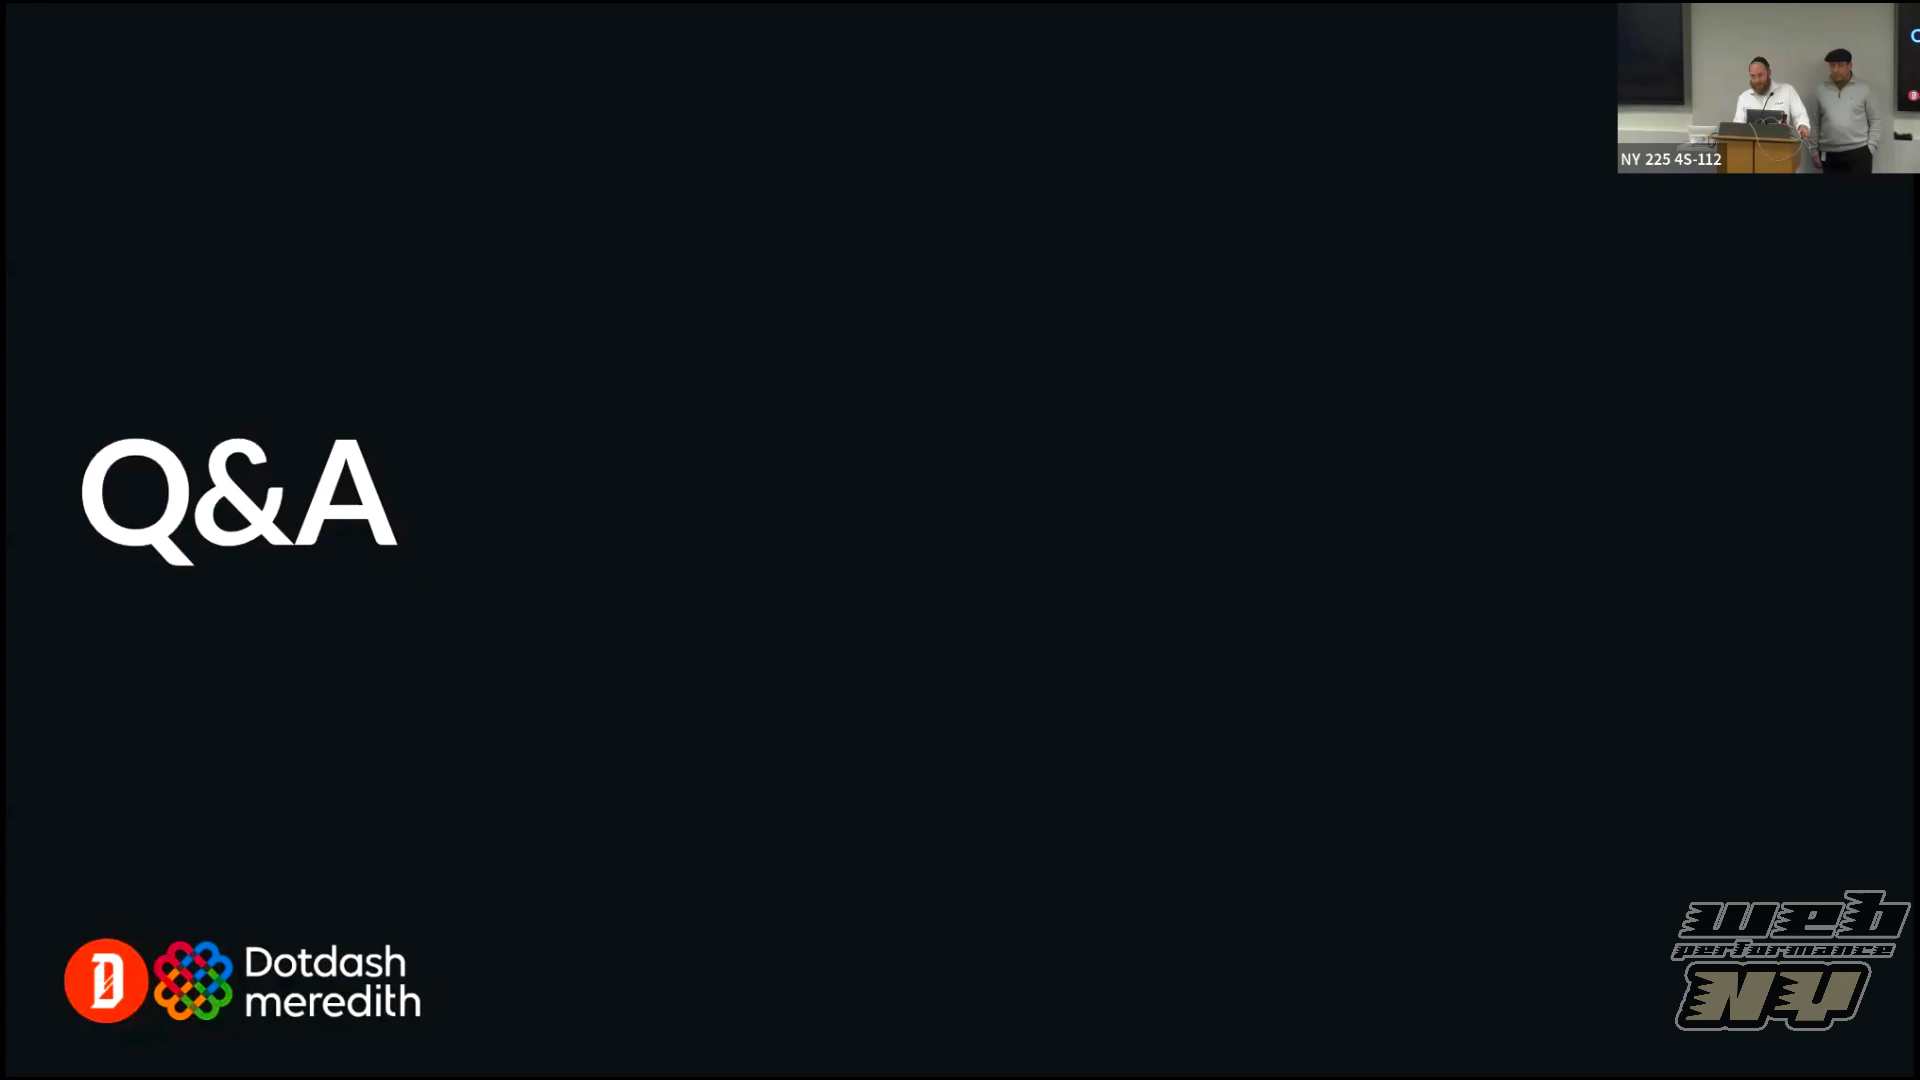 NY 225 4S-112
Q&A
Dotdash
meredith
web
performance
NY